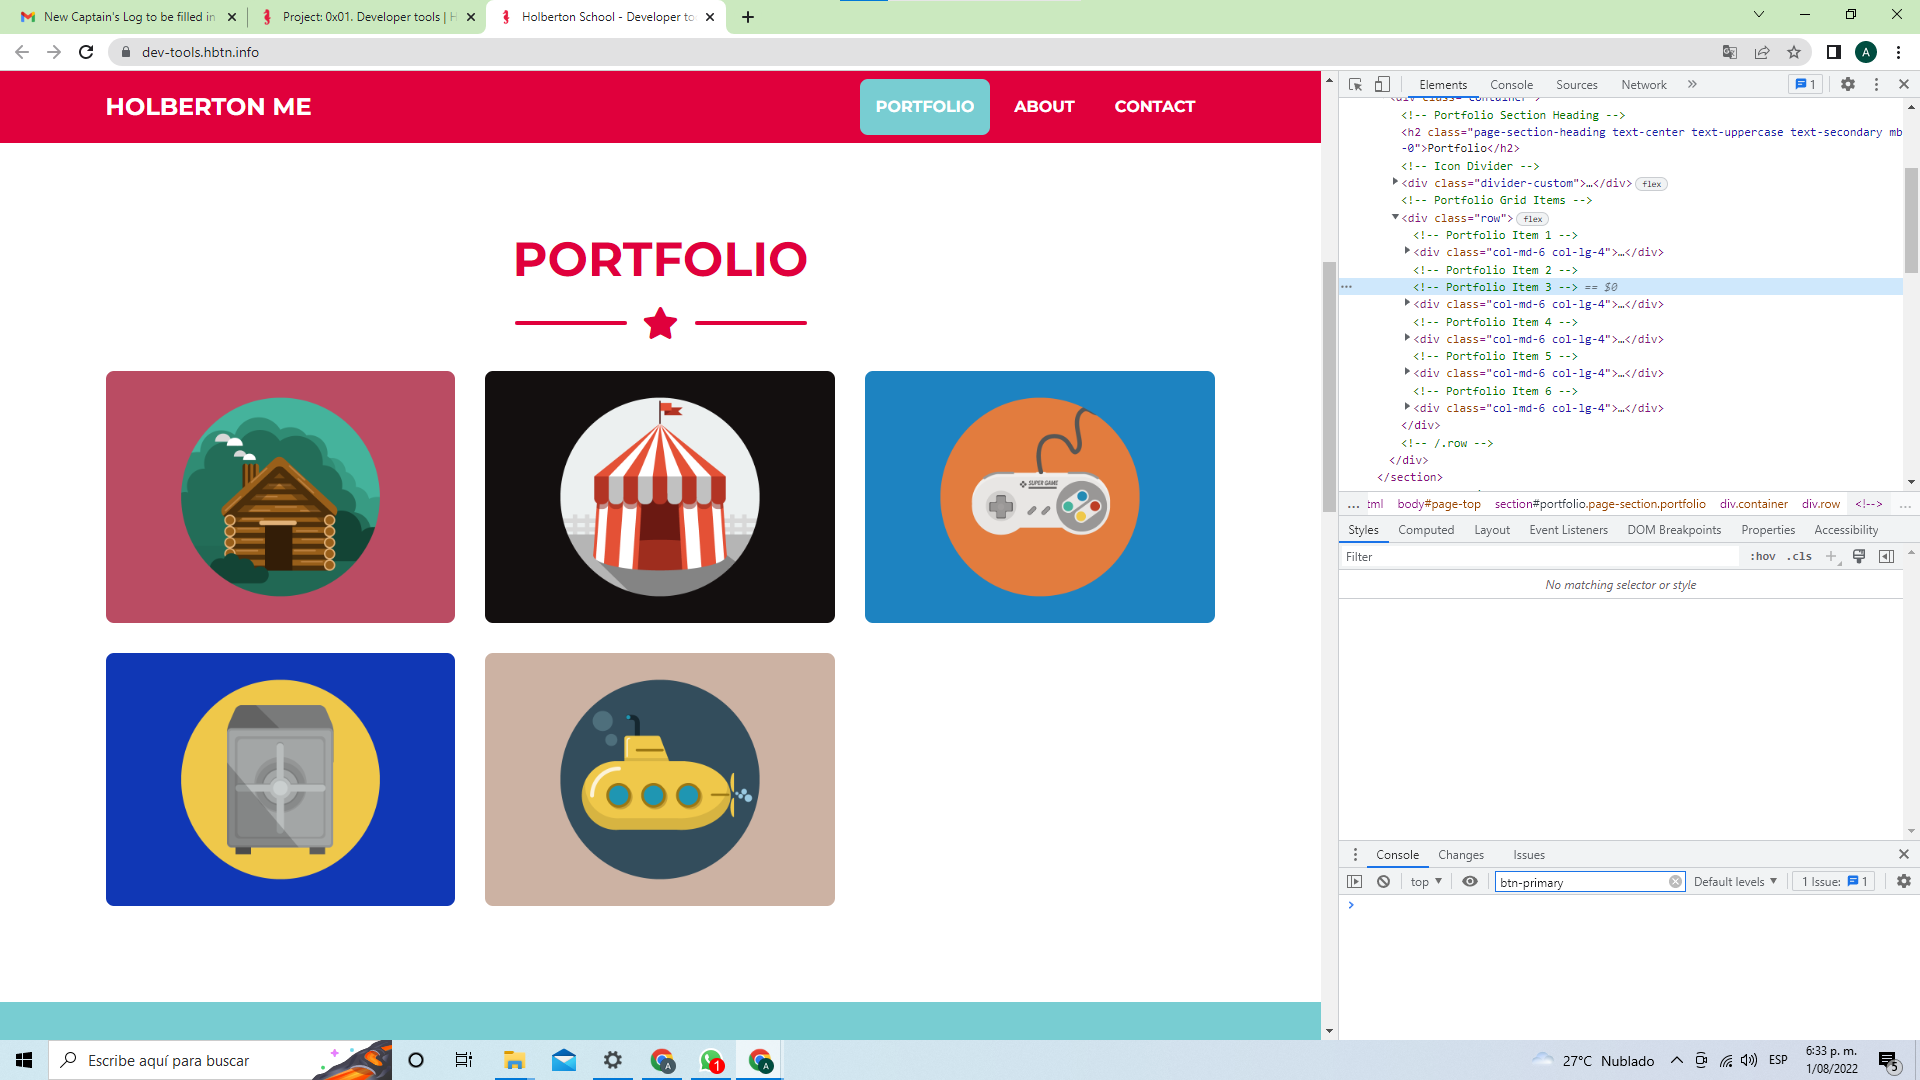 New Captain's Log to be filled in
Project: 0x01. Developer tools | H
Holberton School - Developer to
dev-tools.hbtn.info
A
HOLBERTON ME
PORTFOLIO
ABOUT
CONTACT
PORTFOLIO
SUPER GAME
Elements
Console
Sources
Network
1
<div class="container">
<!-- Portfolio Section Heading -->
<h2 class="page-section-heading text-center text-uppercase text-secondary mb
-0">Portfolio</h2>
<!-- Icon Divider -->
<div class="divider-custom">…</div> flex
<!-- Portfolio Grid Items -->
<div class="row"> flex
<!-- Portfolio Item 1 -->
<div class="col-md-6 col-lg-4">…</div>
<!-- Portfolio Item 2 -->
<!-- Portfolio Item 3 --> == $0
<div class="col-md-6 col-lg-4">…</div>
<!-- Portfolio Item 4 -->
<div class="col-md-6 col-lg-4">…</div>
<!-- Portfolio Item 5 -->
<div class="col-md-6 col-lg-4">…</div>
<!-- Portfolio Item 6 -->
<div class="col-md-6 col-lg-4">…</div>
</div>
<!-- /.row -->
</div>
</section>
… tml body#page-top section#portfolio.page-section.portfolio div.container div.row <!--> …
Styles Computed Layout Event Listeners DOM Breakpoints Properties Accessibility
Filter :hov .cls
No matching selector or style
Console Changes Issues
top btn-primary Default levels 1 Issue: 1
Escribe aquí para buscar
A
1
A
27°C Nublado
ESP
6:33 p. m.
1/08/2022
5